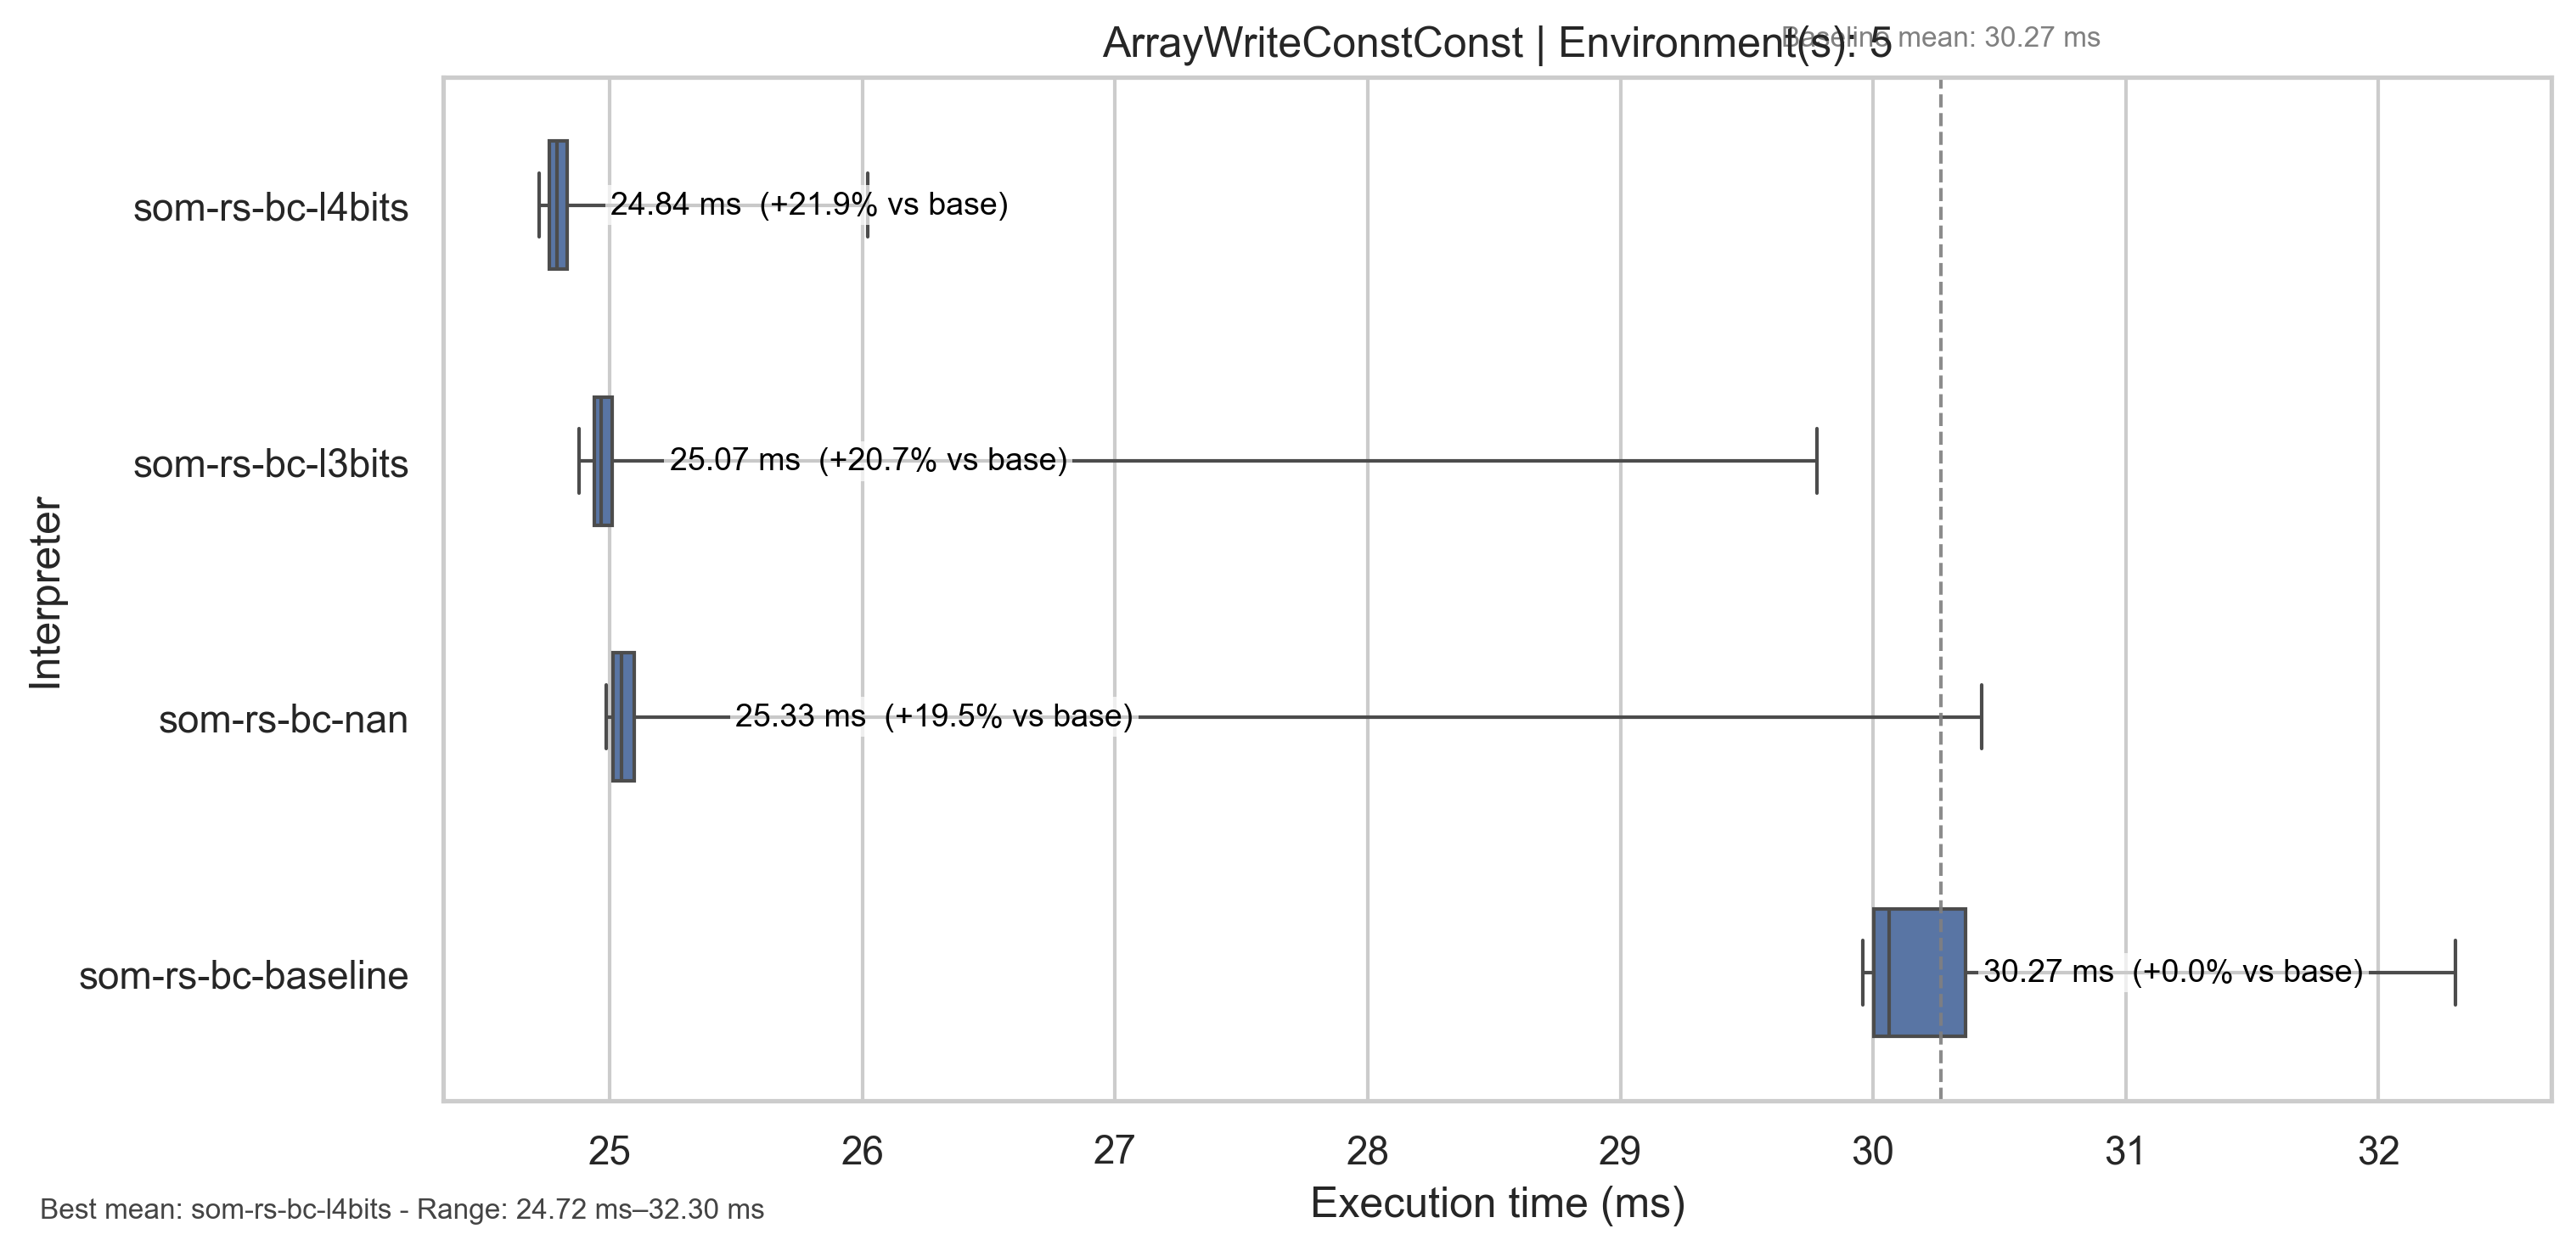 ArrayWriteConstConst | Environment(s): 5
Baseline mean: 30.27 ms
Interpreter
som-rs-bc-l4bits
24.84 ms (+21.9% vs base)
som-rs-bc-l3bits
25.07 ms (+20.7% vs base)
som-rs-bc-nan
25.33 ms (+19.5% vs base)
som-rs-bc-baseline
30.27 ms (+0.0% vs base)
25 26 27 28 29 30 31 32
Execution time (ms)
Best mean: som-rs-bc-l4bits - Range: 24.72 ms–32.30 ms